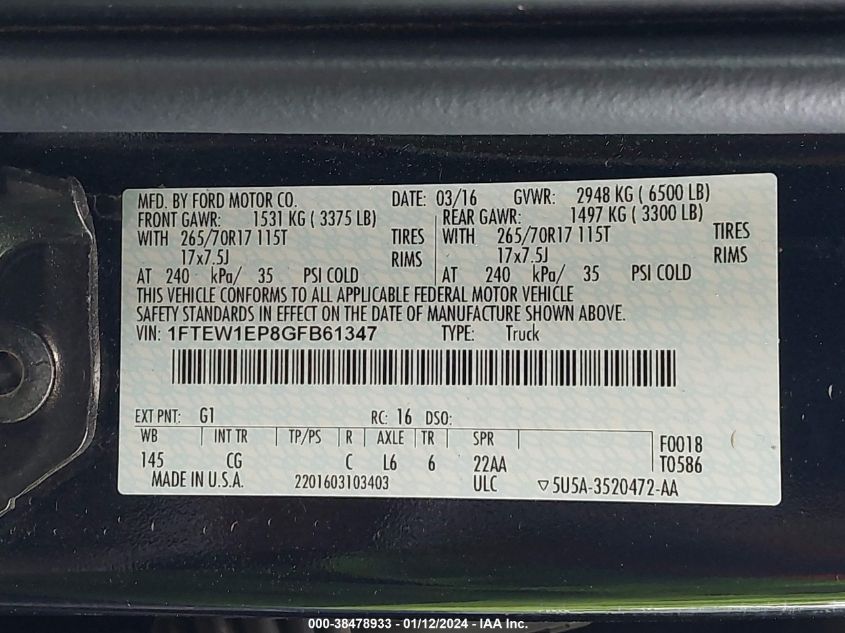 MFD. BY FORD MOTOR CO. DATE: 03/16 GVWR: 2948 KG ( 6500 LB)
FRONT GAWR: 1531 KG ( 3375 LB) REAR GAWR: 1497 KG ( 3300 LB)
WITH 265/70R17 115T TIRES WITH 265/70R17 115T TIRES
17x7.5J RIMS 17x7.5J RIMS
AT 240 kPa/ 35 PSI COLD AT 240 kPa/ 35 PSI COLD
THIS VEHICLE CONFORMS TO ALL APPLICABLE FEDERAL MOTOR VEHICLE
SAFETY STANDARDS IN EFFECT ON THE DATE OF MANUFACTURE SHOWN ABOVE.
VIN: 1FTEW1EP8GFB61347 TYPE: Truck
EXT PNT: G1 RC: 16 DSO:
WB INT TR TP/PS R AXLE TR SPR F0018
145 CG C L6 6 22AA T0586
MADE IN U.S.A. 2201603103403 ULC ▽5U5A-3520472-AA
000-38478933 - 01/12/2024 - IAA Inc.